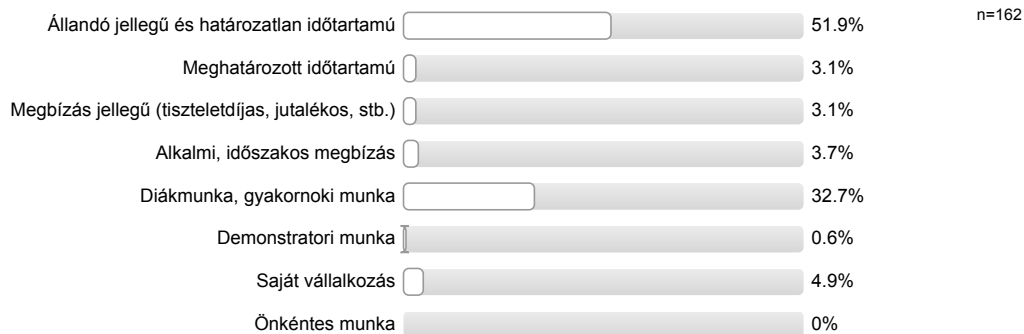 n=162
Állandó jellegű és határozatlan időtartamú 51.9%
Meghatározott időtartamú 3.1%
Megbízás jellegű (tiszteletdíjas, jutalékos, stb.) 3.1%
Alkalmi, időszakos megbízás 3.7%
Diákmunka, gyakornoki munka 32.7%
Demonstratori munka 0.6%
Saját vállalkozás 4.9%
Önkéntes munka 0%